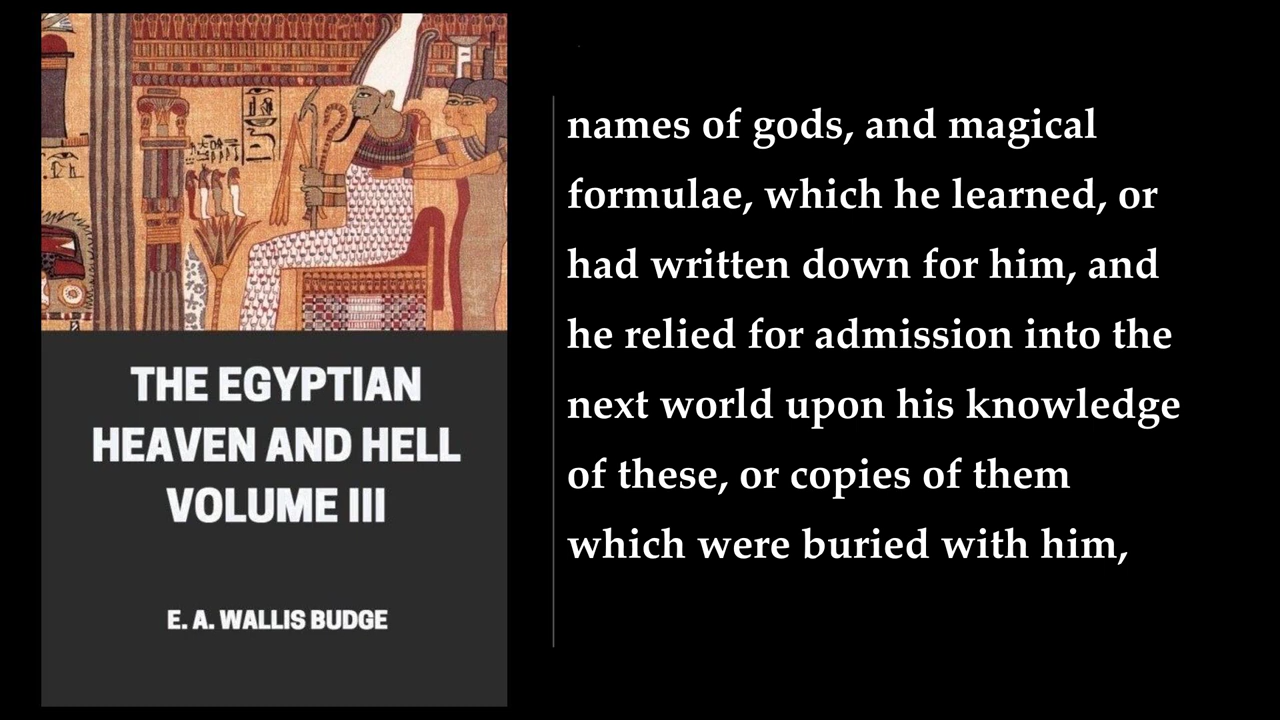 THE EGYPTIAN
HEAVEN AND HELL
VOLUME III
E. A. WALLIS BUDGE
names of gods, and magical
formulae, which he learned, or
had written down for him, and
he relied for admission into the
next world upon his knowledge
of these, or copies of them
which were buried with him,